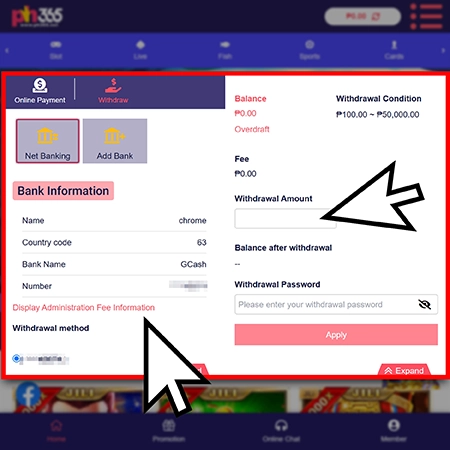 ph365
₱0.00
Slot
Live
Fish
Sports
Cards
Online Payment
Withdraw
Net Banking
Add Bank
Bank Information
Name chrome
Country code 63
Bank Name GCash
Number
Display Administration Fee Information
Withdrawal method
Balance
₱0.00
Overdraft
Withdrawal Condition
₱100.00 ~ ₱50,000.00
Fee
₱0.00
Withdrawal Amount
Balance after withdrawal
--
Withdrawal Password
Please enter your withdrawal password
Apply
Expand
Home
Promotion
Online Chat
Member